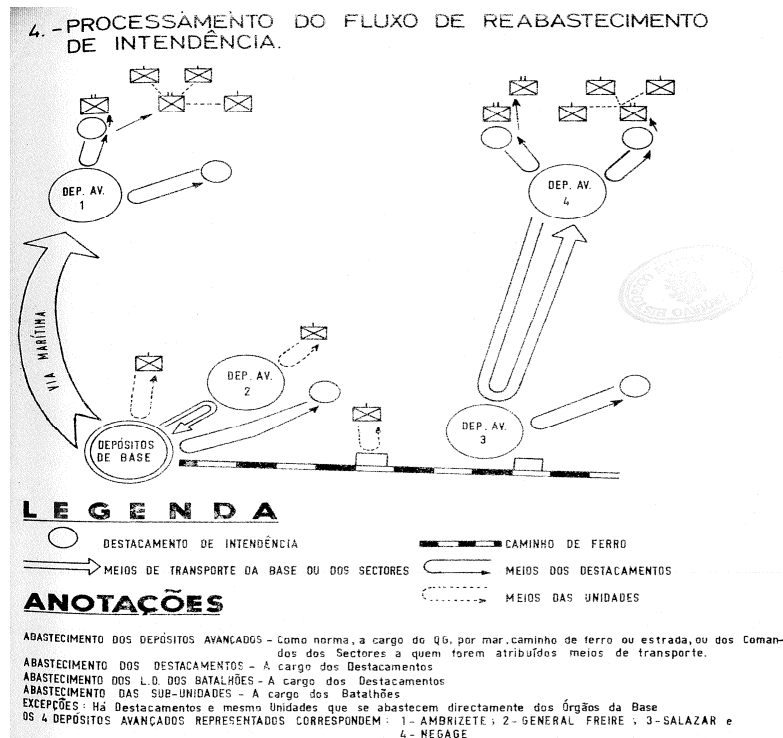 4. - PROCESSAMENTO DO FLUXO DE REABASTECIMENTO
DE INTENDÊNCIA.
DEP. AV.
1
DEP. AV.
4
VIA MARÍTIMA
DEP. AV.
2
DEP. AV.
3
DEPÓSITOS
DE BASE
LEGENDA
DESTACAMENTO DE INTENDÊNCIA
CAMINHO DE FERRO
MEIOS DE TRANSPORTE DA BASE OU DOS SECTORES
MEIOS DOS DESTACAMENTOS
MEIOS DAS UNIDADES
ANOTAÇÕES
ABASTECIMENTO DOS DEPÓSITOS AVANÇADOS - Como norma, a cargo do QG, por mar, caminho de ferro ou estrada, ou dos Coman-
dos dos Sectores a quem forem atribuídos meios de transporte.
ABASTECIMENTO DOS DESTACAMENTOS - A cargo dos Destacamentos
ABASTECIMENTO DOS L.D. DOS BATALHÕES - A cargo dos Destacamentos
ABASTECIMENTO DAS SUB-UNIDADES - A cargo dos Batalhões
EXCEPÇÕES: Há Destacamentos e mesmo Unidades que se abastecem directamente dos Órgãos da Base
OS 4 DEPÓSITOS AVANÇADOS REPRESENTADOS CORRESPONDEM: 1 - AMBRIZETE; 2 - GENERAL FREIRE; 3 - SALAZAR e
4 - NEGAGE